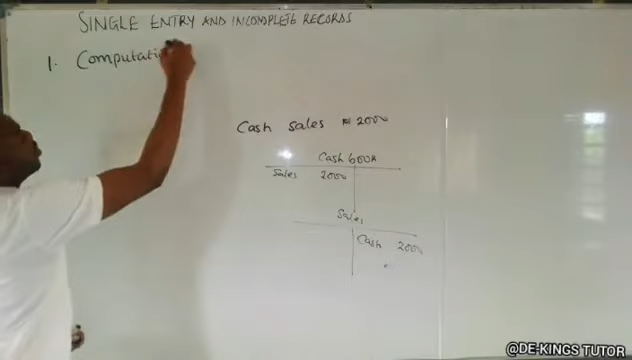 SINGLE ENTRY AND INCOMPLETE RECORDS
1. Computati
Cash sales ₦ 2000
Cash book
Sales 2000
Sales
Cash 2000
@DE-KINGS TUTOR